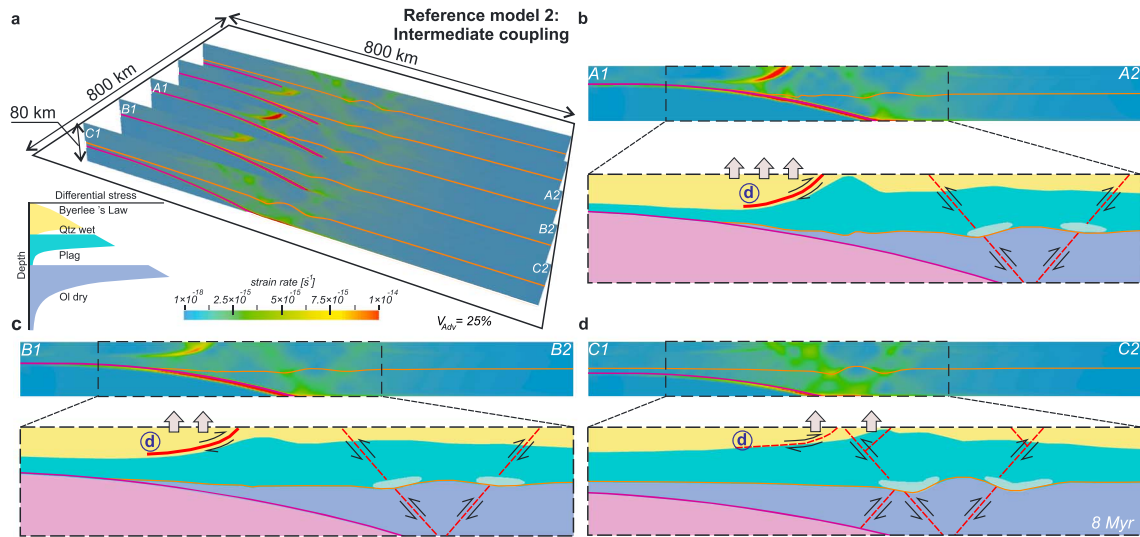 a
Reference model 2:
Intermediate coupling
800 km
800 km
80 km
A1
B1
C1
A2
B2
C2
Differential stress
Byerlee 's Law
Qtz wet
Plag
Ol dry
Depth
strain rate [s⁻¹]
1×10⁻¹⁸ 2.5×10⁻¹⁵ 5×10⁻¹⁵ 7.5×10⁻¹⁵ 1×10⁻¹⁴
V_Adv = 25%
b
A1 A2
d
c
B1 B2
d
d
C1 C2
d
8 Myr